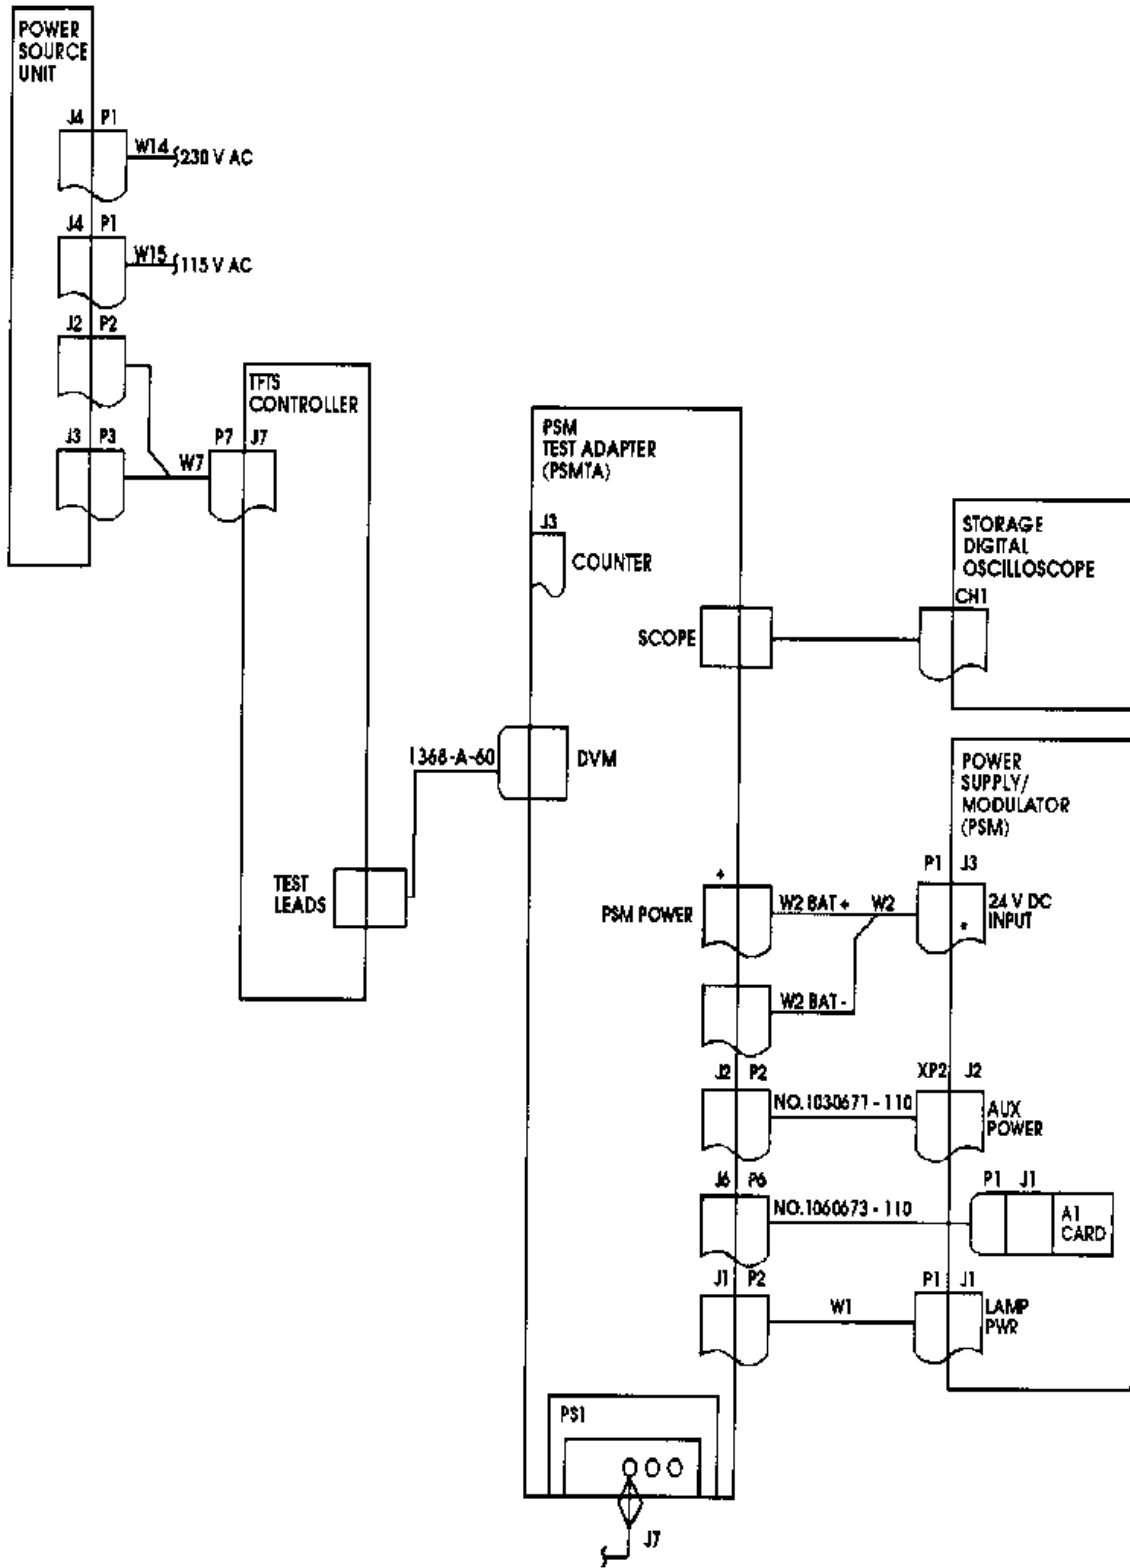 POWER
SOURCE
UNIT
J4 P1
W14
230 V AC
J4 P1
W15
115 V AC
J2 P2
J3 P3
W7
P7 J7
TFTS
CONTROLLER
TEST
LEADS
1368-A-60
PSM
TEST ADAPTER
(PSMTA)
J3
COUNTER
SCOPE
DVM
+
PSM POWER
W2 BAT +
W2
W2 BAT -
J2 P2
NO.1030671 - 110
J6 P6
NO.1060673 - 110
J1 P2
W1
PS1
J7
STORAGE
DIGITAL
OSCILLOSCOPE
CH1
POWER
SUPPLY/
MODULATOR
(PSM)
P1 J3
24 V DC
INPUT
XP2 J2
AUX
POWER
P1 J1
A1
CARD
P1 J1
LAMP
PWR